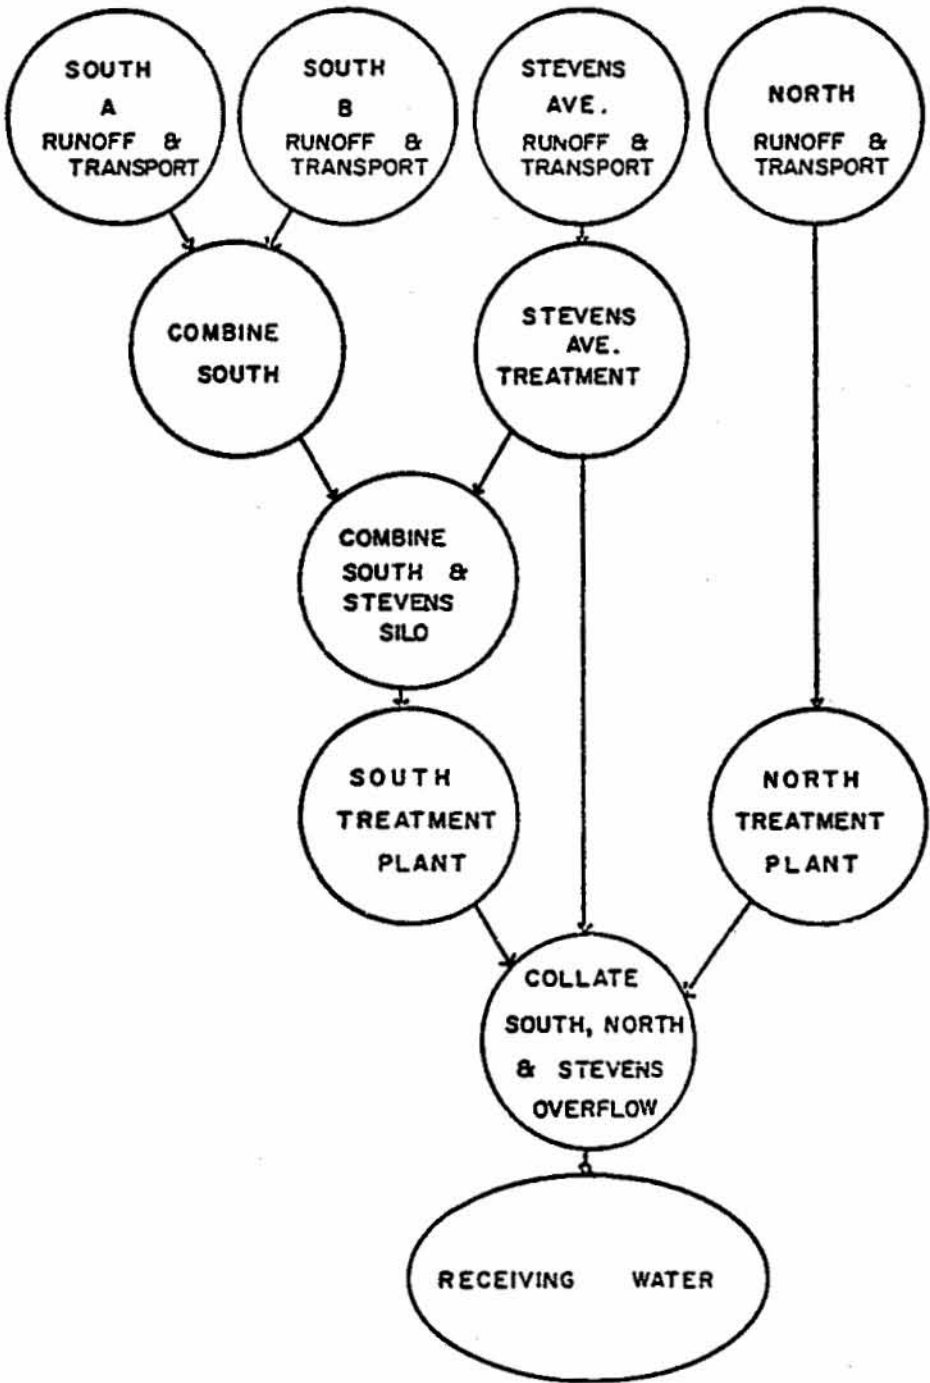 SOUTH
A
RUNOFF &
TRANSPORT
SOUTH
B
RUNOFF &
TRANSPORT
STEVENS
AVE.
RUNOFF &
TRANSPORT
NORTH
RUNOFF &
TRANSPORT
COMBINE
SOUTH
STEVENS
AVE.
TREATMENT
COMBINE
SOUTH &
STEVENS
SILO
SOUTH
TREATMENT
PLANT
NORTH
TREATMENT
PLANT
COLLATE
SOUTH, NORTH
& STEVENS
OVERFLOW
RECEIVING WATER